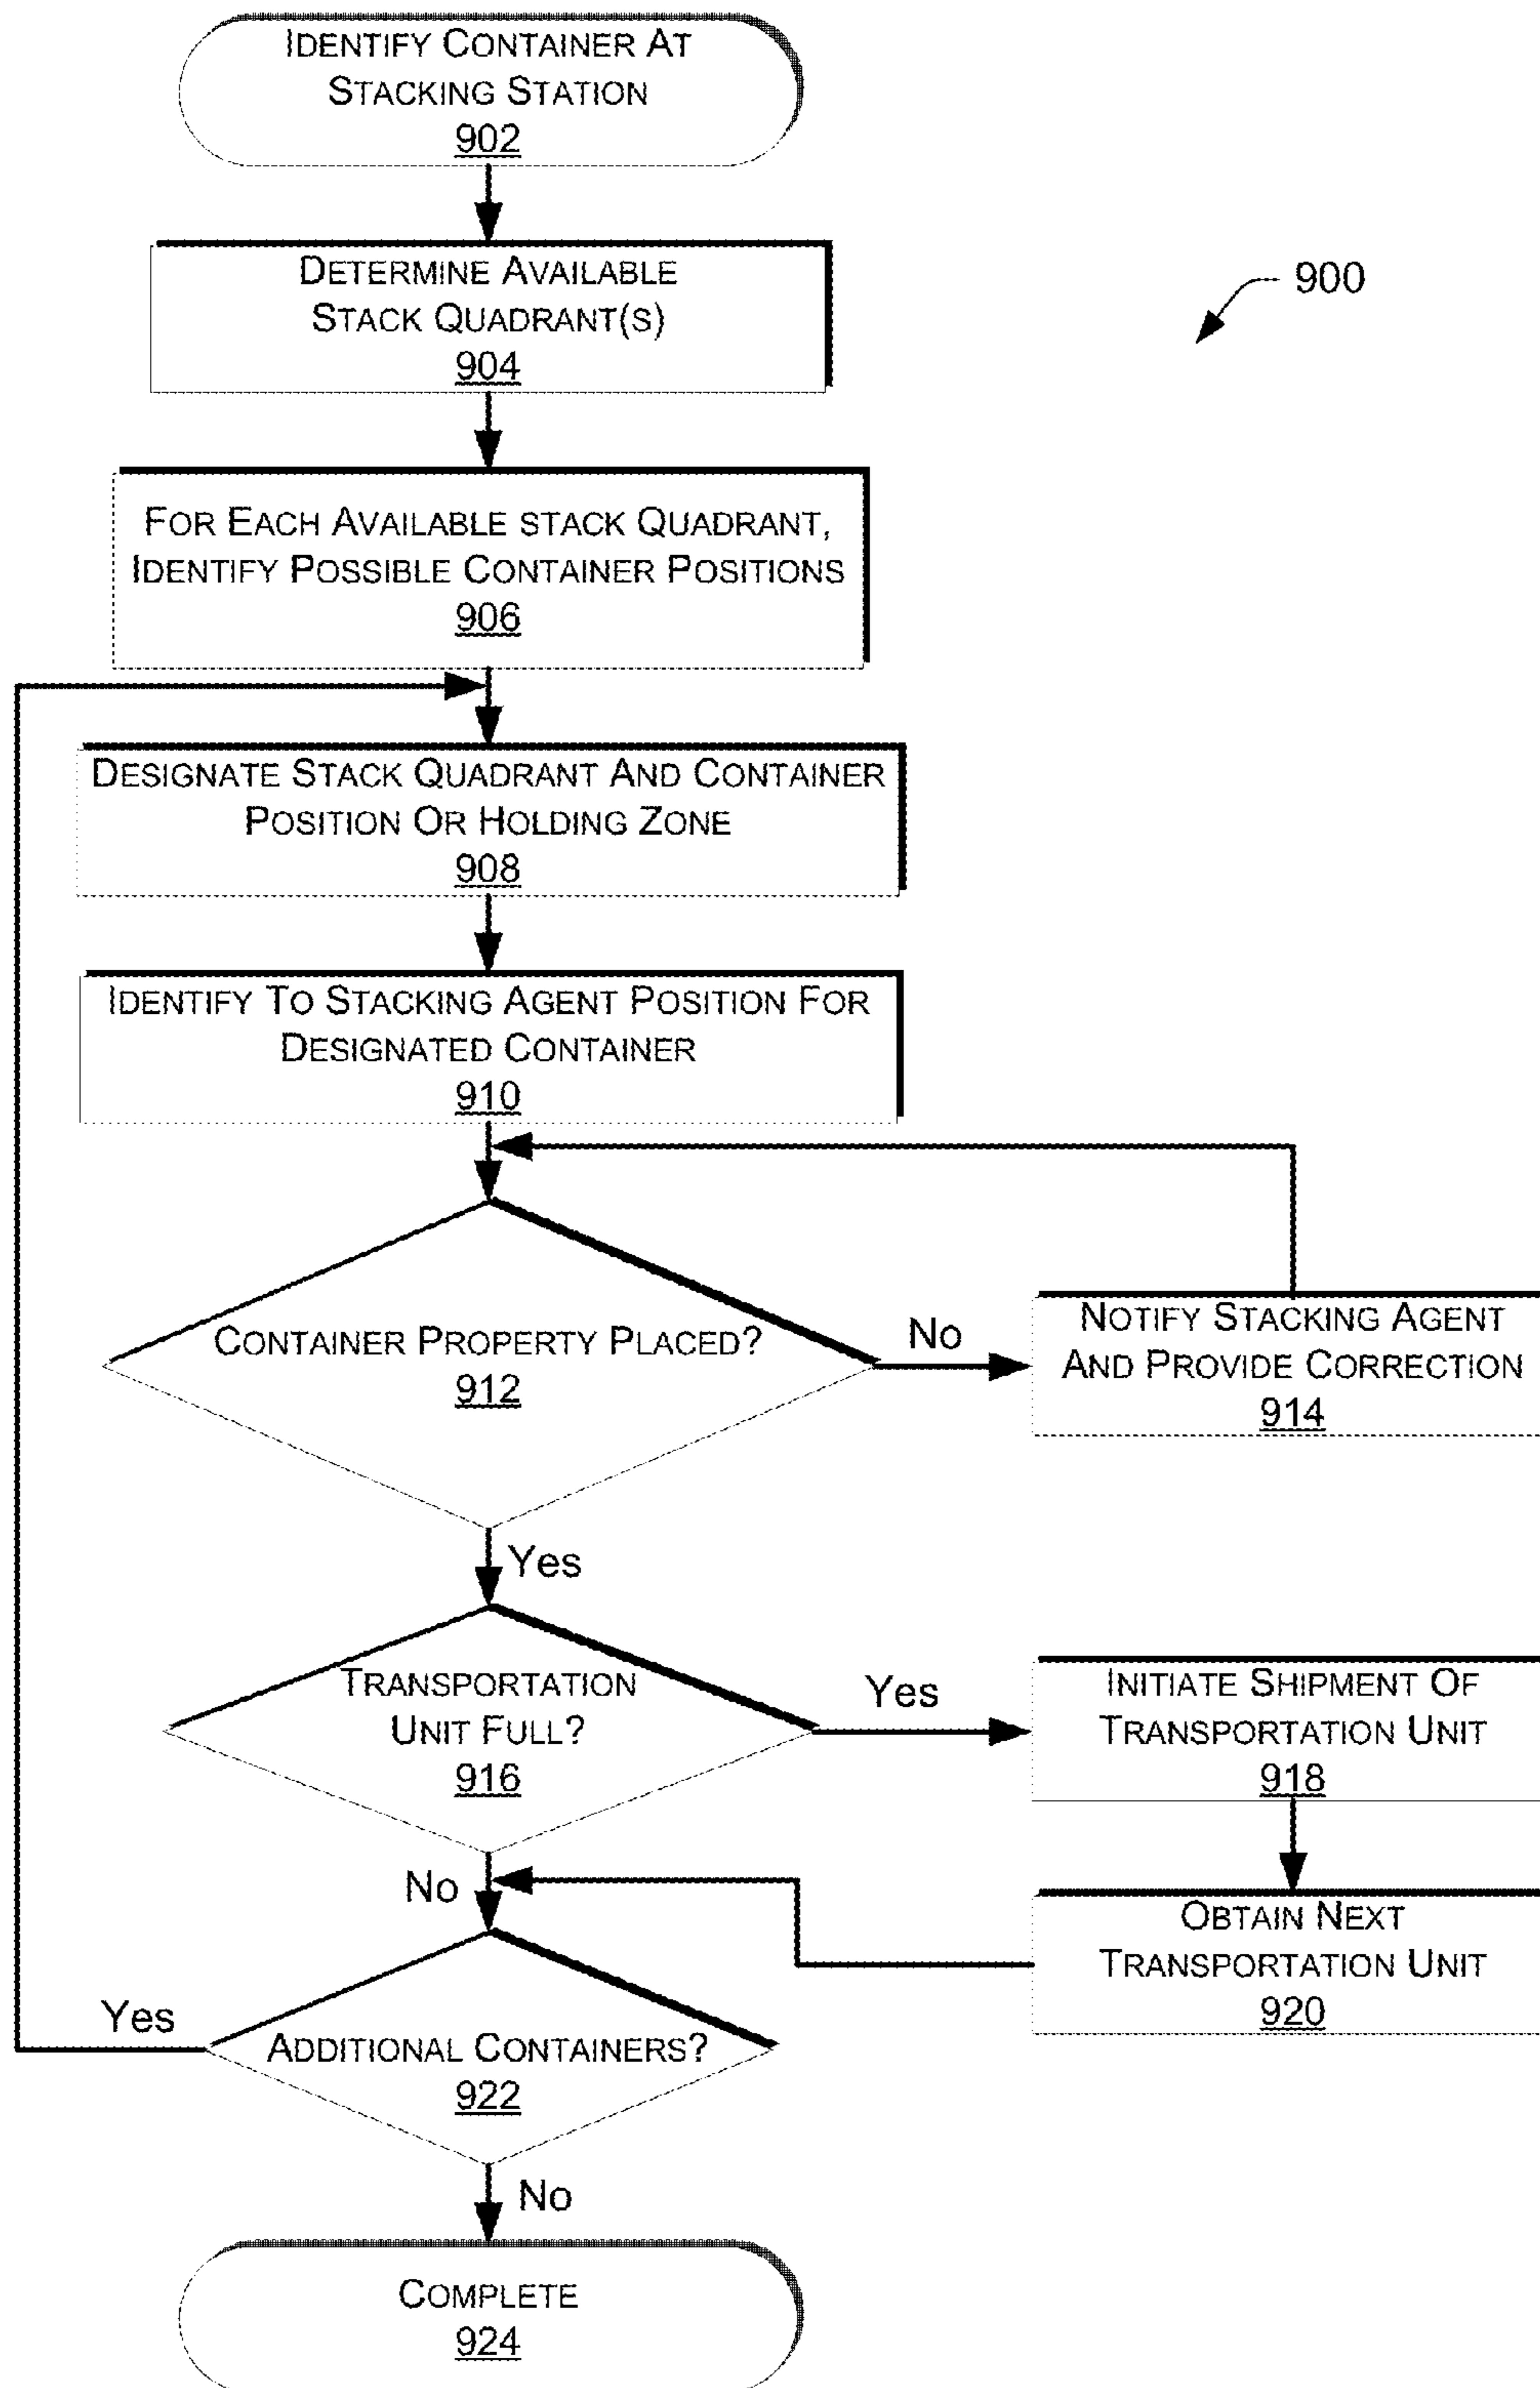 IDENTIFY CONTAINER AT
STACKING STATION
902
DETERMINE AVAILABLE
STACK QUADRANT(S)
904
900
FOR EACH AVAILABLE STACK QUADRANT,
IDENTIFY POSSIBLE CONTAINER POSITIONS
906
DESIGNATE STACK QUADRANT AND CONTAINER
POSITION OR HOLDING ZONE
908
IDENTIFY TO STACKING AGENT POSITION FOR
DESIGNATED CONTAINER
910
CONTAINER PROPERTY PLACED?
912
No
NOTIFY STACKING AGENT
AND PROVIDE CORRECTION
914
Yes
TRANSPORTATION
UNIT FULL?
916
Yes
INITIATE SHIPMENT OF
TRANSPORTATION UNIT
918
No
OBTAIN NEXT
TRANSPORTATION UNIT
920
Yes
ADDITIONAL CONTAINERS?
922
No
COMPLETE
924